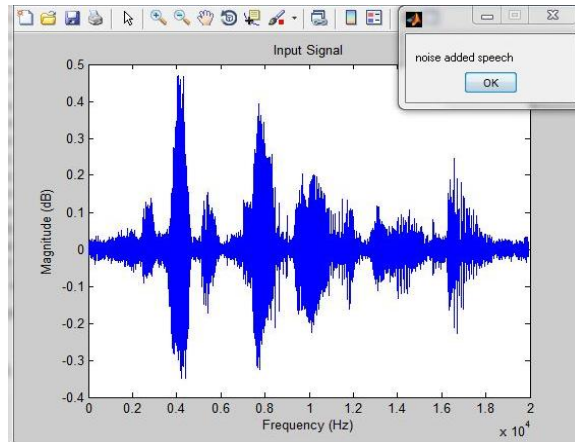 noise added speech
OK
Input Signal
0.5
0.4
0.3
0.2
0.1
0
-0.1
-0.2
-0.3
-0.4
Magnitude (dB)
0 0.2 0.4 0.6 0.8 1 1.2 1.4 1.6 1.8 2
Frequency (Hz)
x 10^4